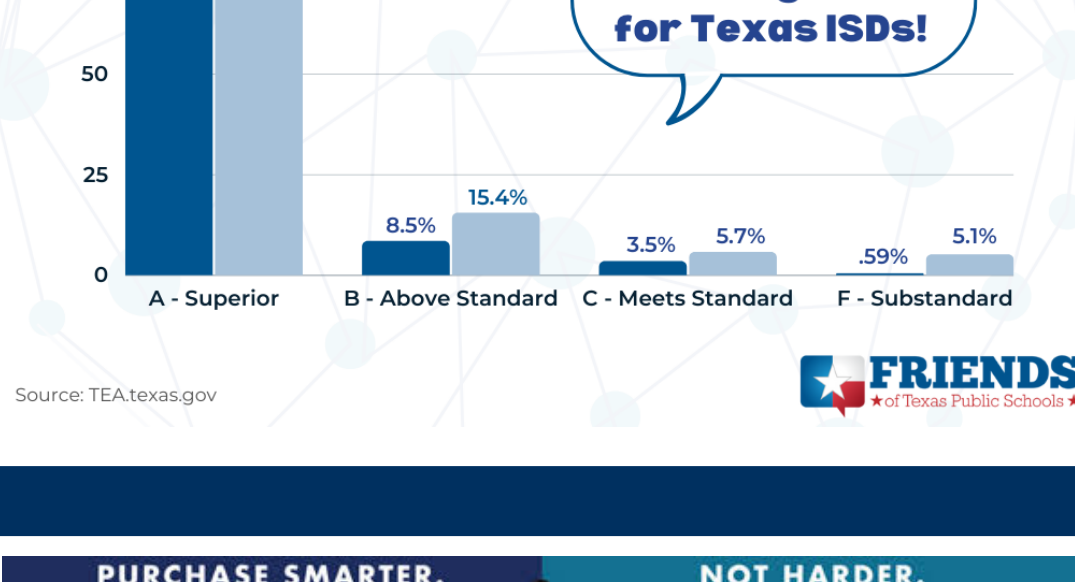 for Texas ISDs!
50
25
15.4%
8.5%
3.5%
5.7%
.59%
5.1%
0
A - Superior
B - Above Standard
C - Meets Standard
F - Substandard
Source: TEA.texas.gov
FRIENDS
★of Texas Public Schools★
PURCHASE SMARTER.
NOT HARDER.